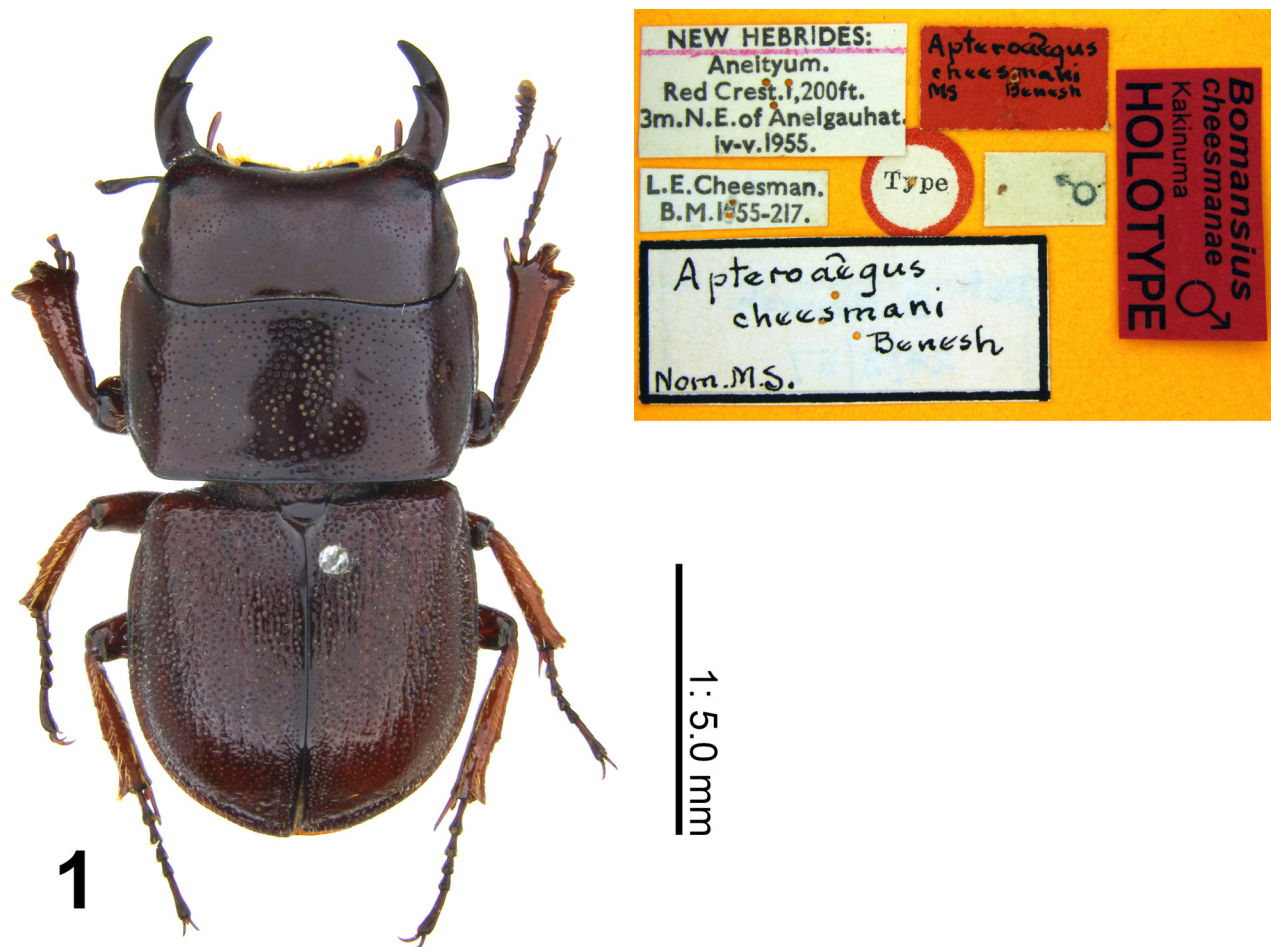 NEW HEBRIDES:
Aneityum.
Red Crest.1,200ft.
3m.N.E.of Anelgauhat.
iv-v.1955.
Apteroaegus
cheesmani
MS Benesh
Type
♂
L.E.Cheesman.
B.M.1955-217.
Apteroaegus
cheesmani
Benesh
Nom.M.S.
Bomansius
cheesmanae
Kakinuma
HOLOTYPE ♂
1: 5.0 mm
1